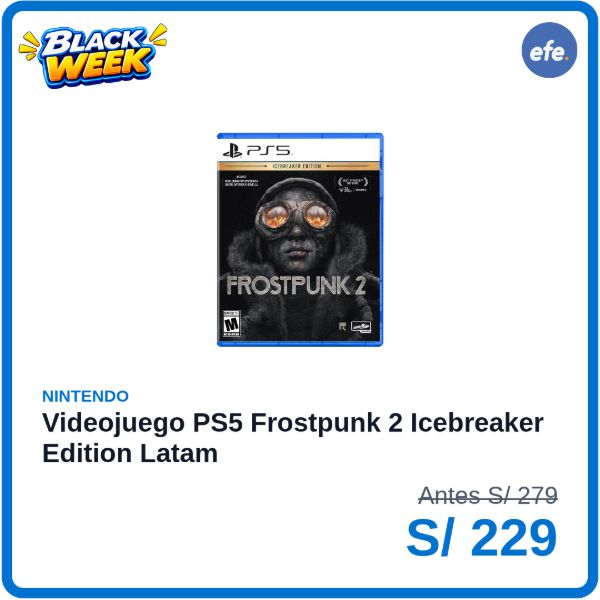 BLACK
WEEK
efe.
PS5
ICEBREAKER EDITION
FROSTPUNK 2
M
NINTENDO
Videojuego PS5 Frostpunk 2 Icebreaker
Edition Latam
Antes S/ 279
S/ 229